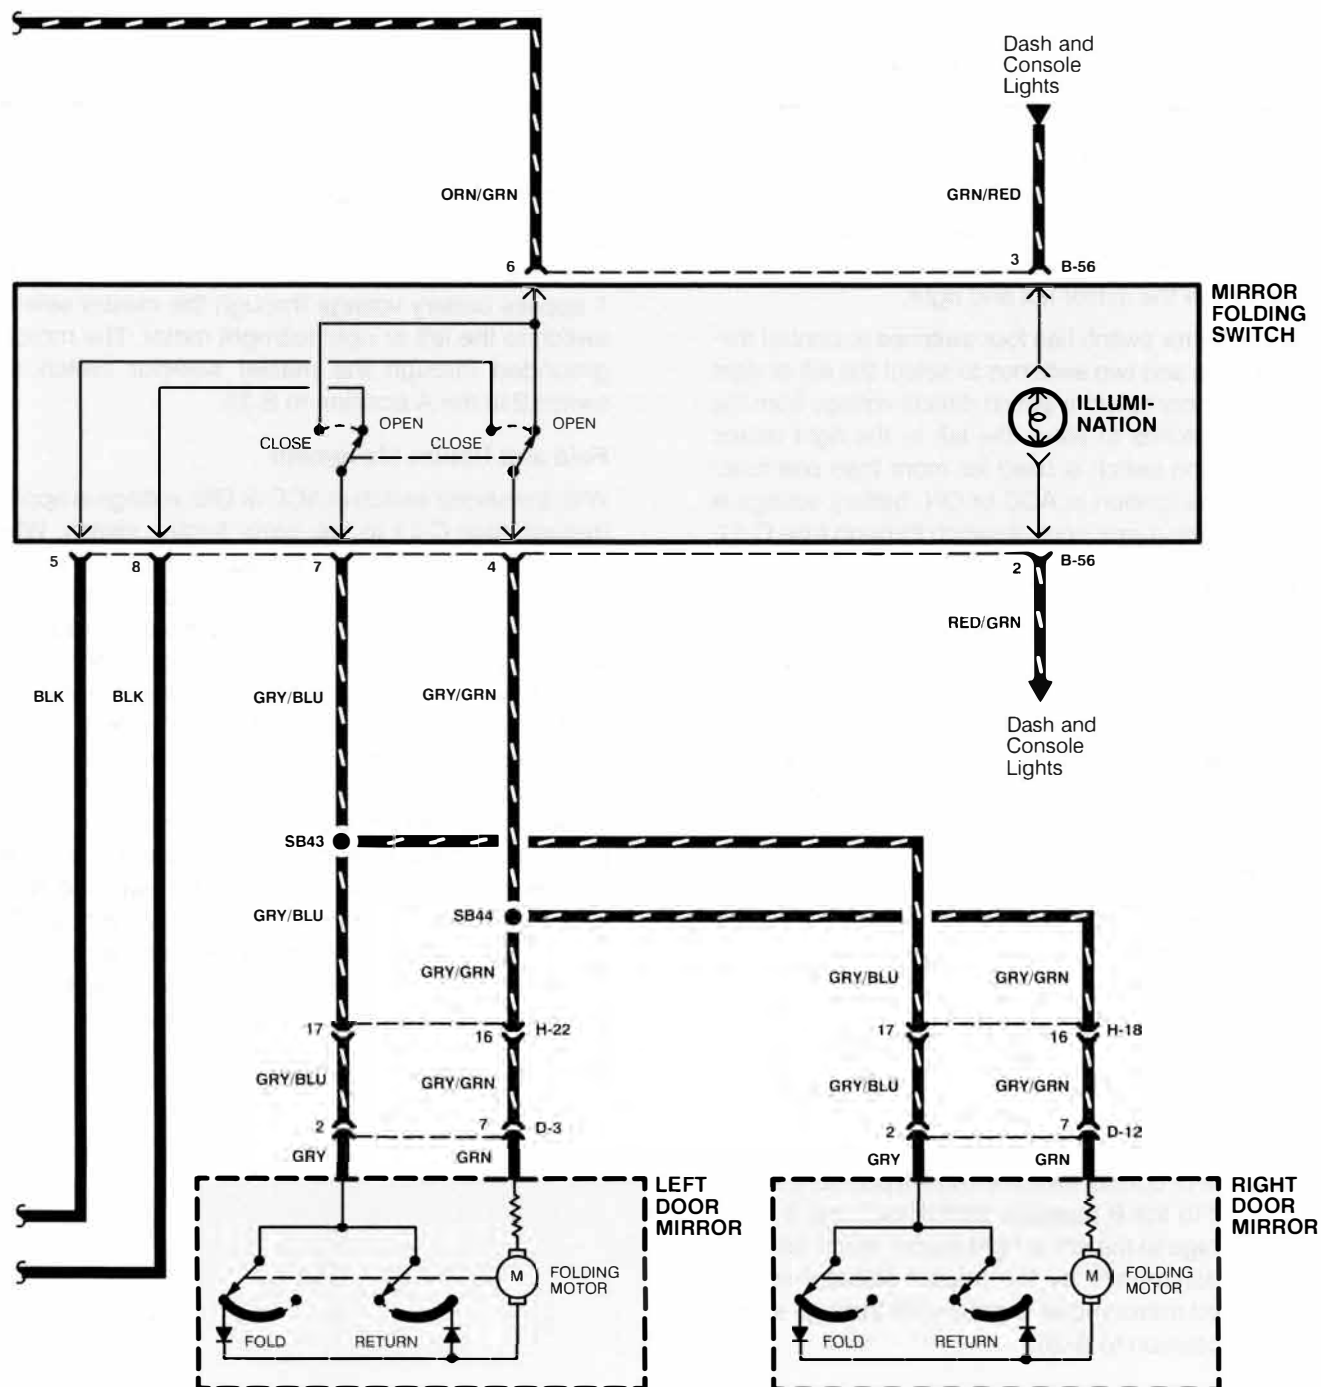 Dash and
Console
Lights
ORN/GRN
GRN/RED
6
3
B-56
MIRROR
FOLDING
SWITCH
ILLUMI-
NATION
CLOSE
OPEN
CLOSE
OPEN
5
8
7
4
2
B-56
RED/GRN
BLK
BLK
GRY/BLU
GRY/GRN
Dash and
Console
Lights
SB43
GRY/BLU
SB44
GRY/GRN
GRY/BLU
GRY/GRN
17
16
H-22
17
16
H-18
GRY/BLU
GRY/GRN
GRY/BLU
GRY/GRN
2
7
D-3
2
7
D-12
GRY
GRN
GRY
GRN
LEFT
DOOR
MIRROR
RIGHT
DOOR
MIRROR
M
FOLDING
MOTOR
M
FOLDING
MOTOR
FOLD
RETURN
FOLD
RETURN